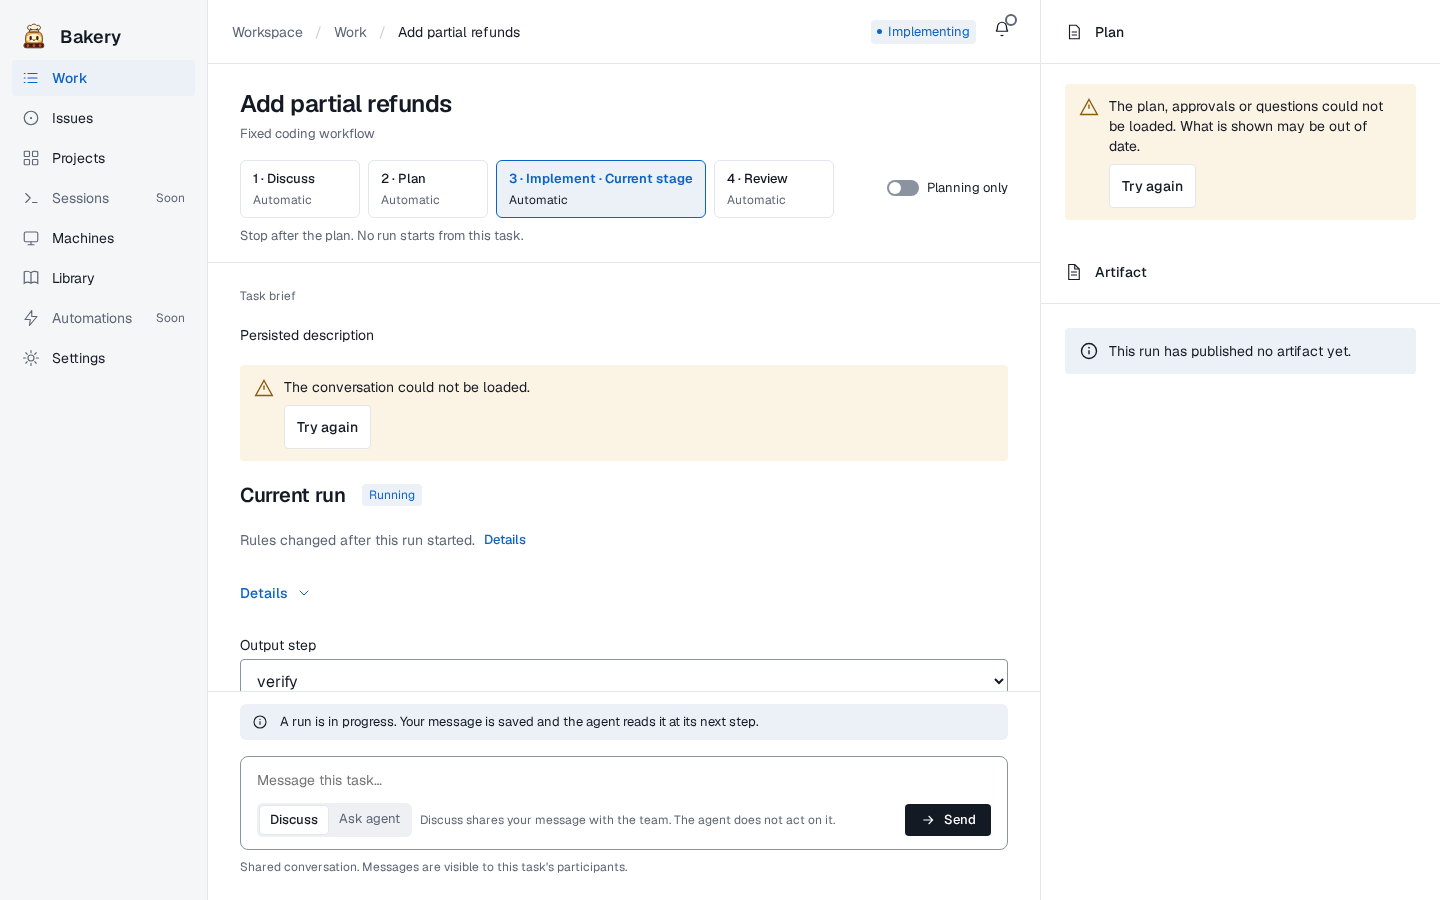 Bakery
Work
Issues
Projects
Sessions Soon
Machines
Library
Automations Soon
Settings
Workspace / Work / Add partial refunds
Implementing
Add partial refunds
Fixed coding workflow
1 · Discuss
Automatic
2 · Plan
Automatic
3 · Implement · Current stage
Automatic
4 · Review
Automatic
Planning only
Stop after the plan. No run starts from this task.
Task brief
Persisted description
The conversation could not be loaded.
Try again
Current run Running
Rules changed after this run started. Details
Details
Output step
verify
A run is in progress. Your message is saved and the agent reads it at its next step.
Message this task...
Discuss Ask agent Discuss shares your message with the team. The agent does not act on it.
Send
Shared conversation. Messages are visible to this task's participants.
Plan
The plan, approvals or questions could not
be loaded. What is shown may be out of
date.
Try again
Artifact
This run has published no artifact yet.